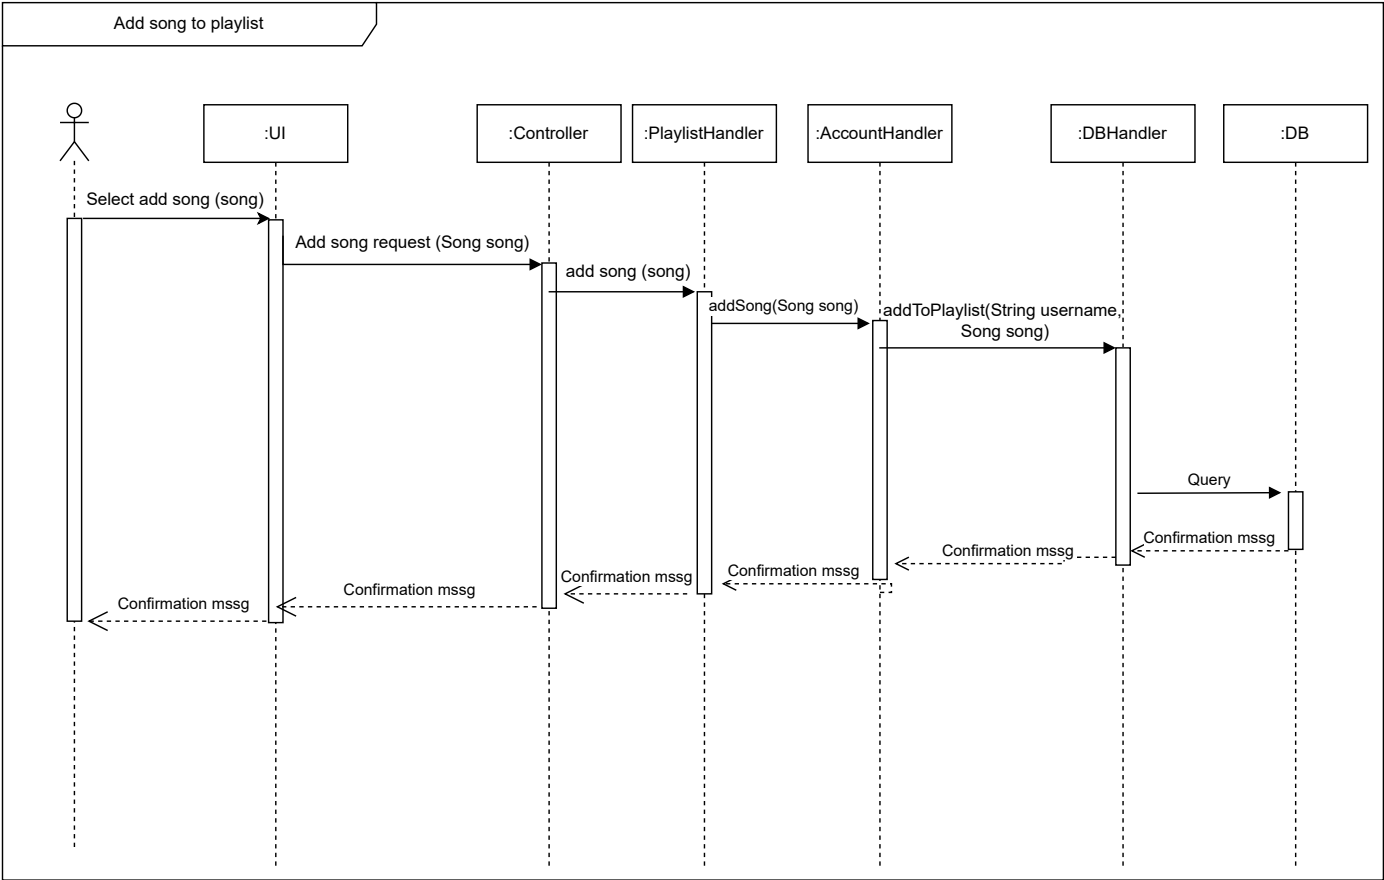 Add song to playlist
:UI
:Controller
:PlaylistHandler
:AccountHandler
:DBHandler
:DB
Select add song (song)
Add song request (Song song)
add song (song)
addSong(Song song)
addToPlaylist(String username,
Song song)
Query
Confirmation mssg
Confirmation mssg
Confirmation mssg
Confirmation mssg
Confirmation mssg
Confirmation mssg